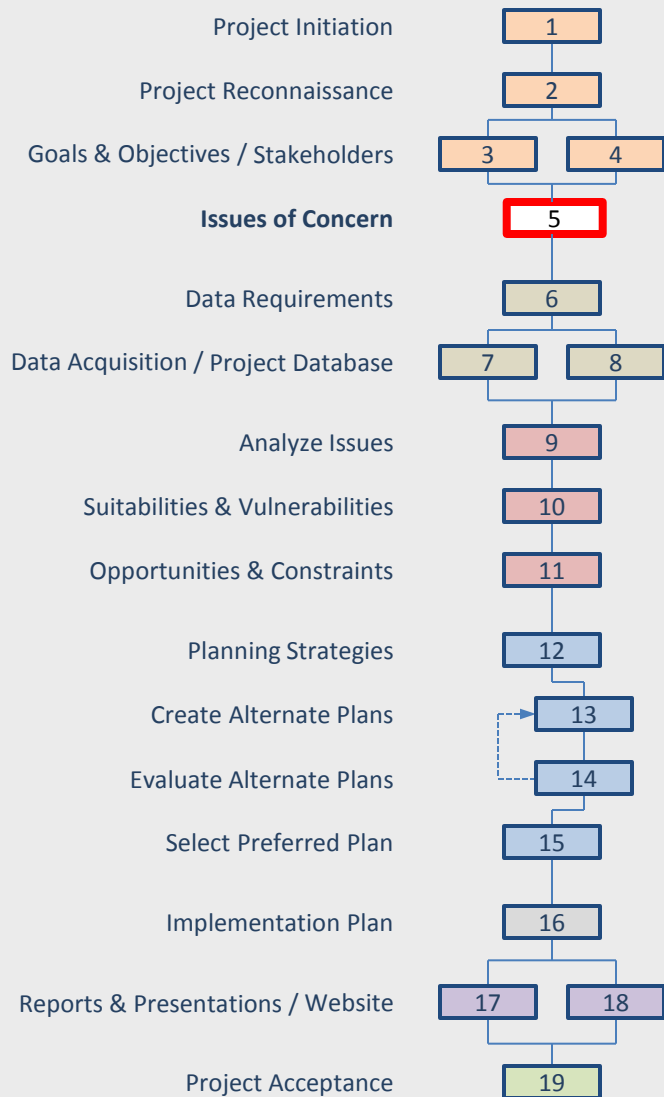 Project Initiation 1
Project Reconnaissance 2
Goals & Objectives / Stakeholders 3 4
Issues of Concern 5
Data Requirements 6
Data Acquisition / Project Database 7 8
Analyze Issues 9
Suitabilities & Vulnerabilities 10
Opportunities & Constraints 11
Planning Strategies 12
Create Alternate Plans 13
Evaluate Alternate Plans 14
Select Preferred Plan 15
Implementation Plan 16
Reports & Presentations / Website 17 18
Project Acceptance 19